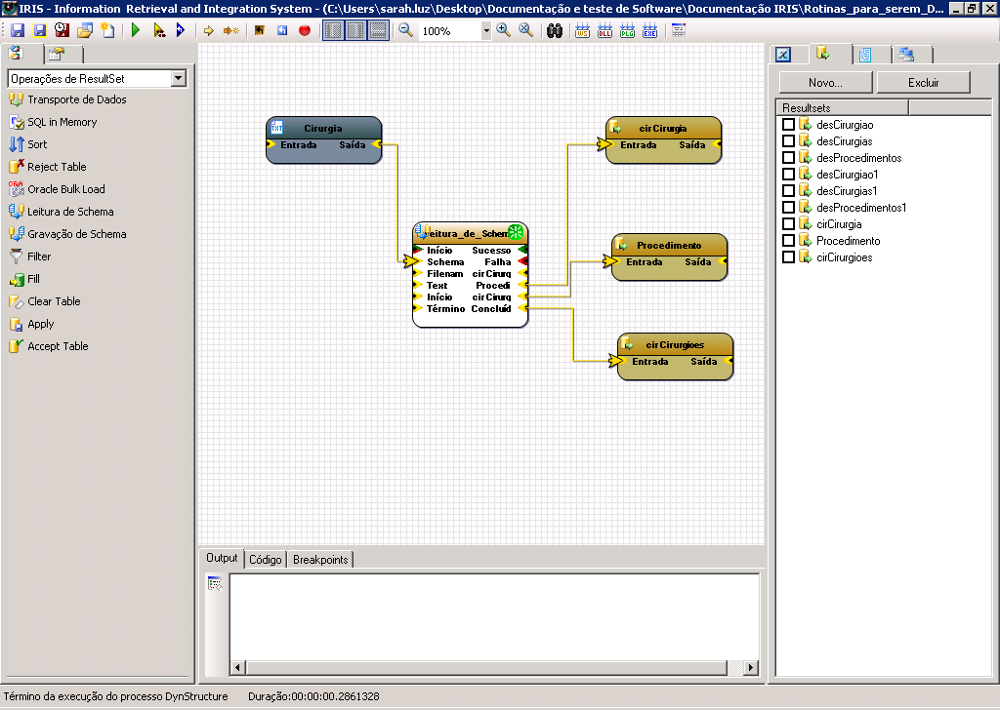 IRIS - Information Retrieval and Integration System - (C:\Users\sarah.luz\Desktop\Documentação e teste de Software\Documentação IRIS\Rotinas_para_serem_D...
100%
WS DLL PLG EXE
Operações de ResultSet
Transporte de Dados
SQL in Memory
Sort
Reject Table
Oracle Bulk Load
Leitura de Schema
Gravação de Schema
Filter
Fill
Clear Table
Apply
Accept Table
TXT Cirurgia
Entrada Saída
eitura_de_Schem
Início Sucesso
Schema Falha
Filenam cirCirurg
Text Procedi
Início cirCirurg
Término Concluíd
cirCirurgia
Entrada Saída
Procedimento
Entrada Saída
cirCirurgioes
Entrada Saída
Output Código Breakpoints
Novo... Excluir
Resultsets
desCirurgiao
desCirurgias
desProcedimentos
desCirurgiao1
desCirurgias1
desProcedimentos1
cirCirurgia
Procedimento
cirCirurgioes
Término da execução do processo DynStructure Duração:00:00:00.2861328